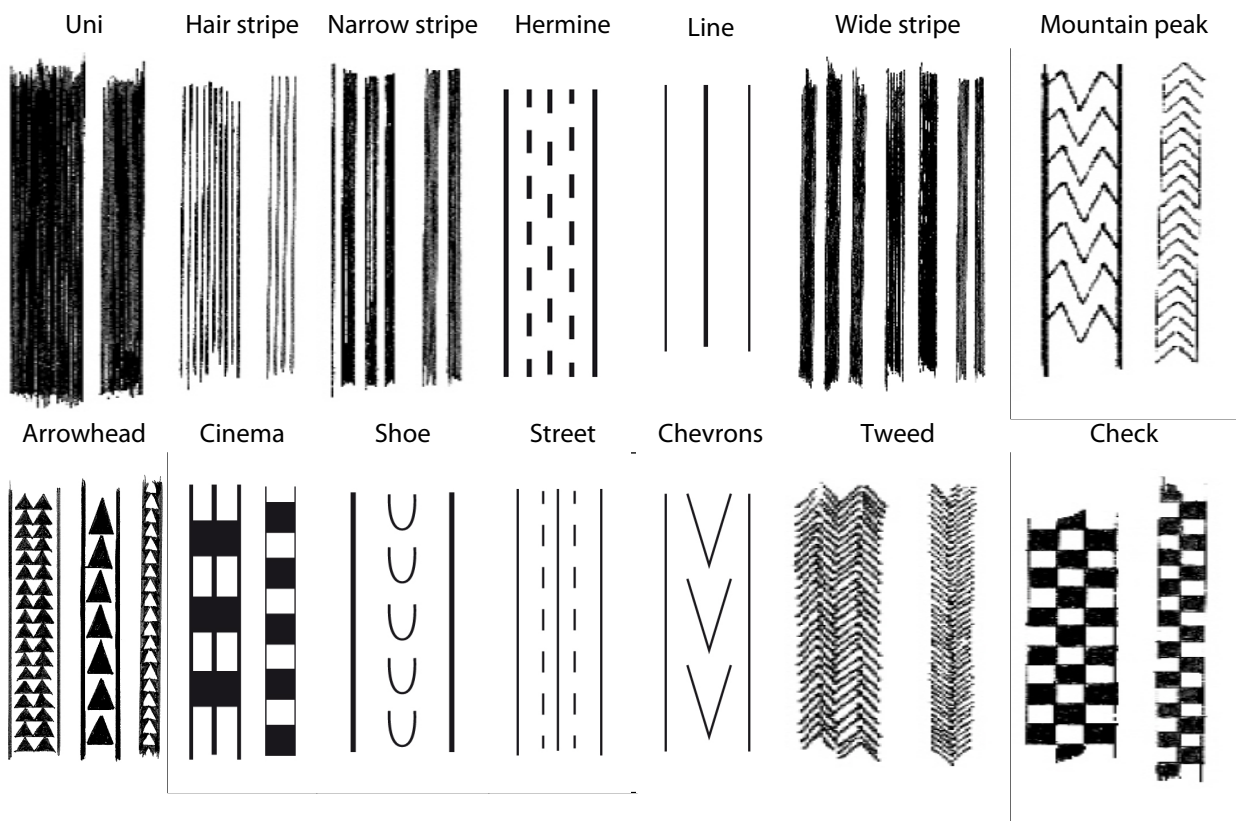 Uni
Hair stripe
Narrow stripe
Hermine
Line
Wide stripe
Mountain peak
Arrowhead
Cinema
Shoe
Street
Chevrons
Tweed
Check